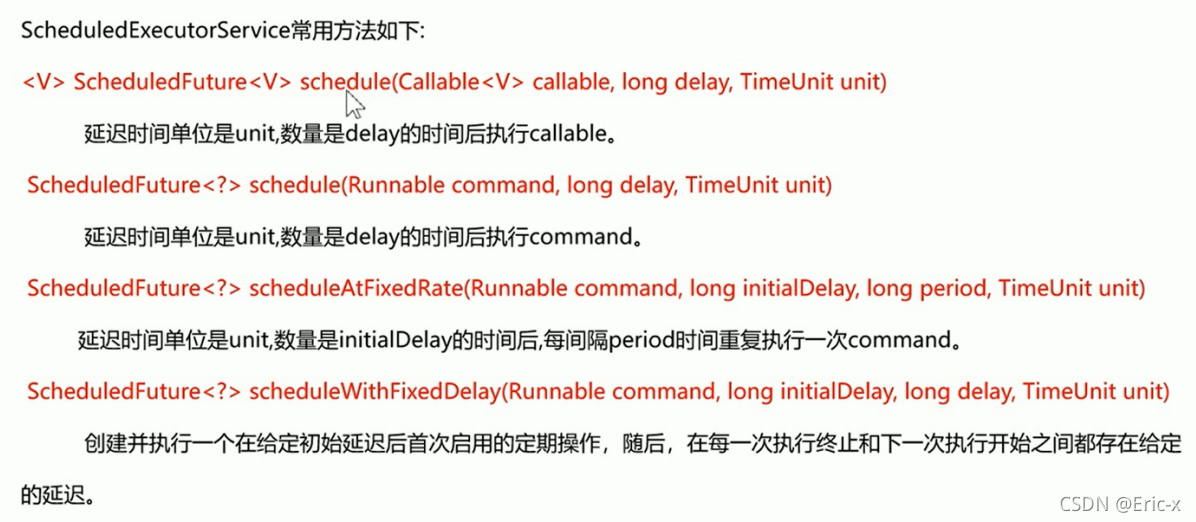 ScheduledExecutorService常用方法如下:
<V> ScheduledFuture<V> schedule(Callable<V> callable, long delay, TimeUnit unit)
延迟时间单位是unit,数量是delay的时间后执行callable。
ScheduledFuture<?> schedule(Runnable command, long delay, TimeUnit unit)
延迟时间单位是unit,数量是delay的时间后执行command。
ScheduledFuture<?> scheduleAtFixedRate(Runnable command, long initialDelay, long period, TimeUnit unit)
延迟时间单位是unit,数量是initialDelay的时间后,每间隔period时间重复执行一次command。
ScheduledFuture<?> scheduleWithFixedDelay(Runnable command, long initialDelay, long delay, TimeUnit unit)
创建并执行一个在给定初始延迟后首次启用的定期操作，随后，在每一次执行终止和下一次执行开始之间都存在给定
的延迟。
CSDN @Eric-x